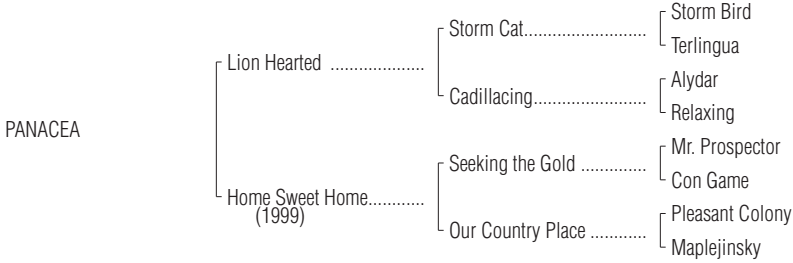 Storm Bird
Storm Cat..........................
Terlingua
Lion Hearted ....................
Alydar
Cadillacing........................
Relaxing
PANACEA
Mr. Prospector
Seeking the Gold ..............
Con Game
Home Sweet Home............
(1999)
Pleasant Colony
Our Country Place ............
Maplejinsky